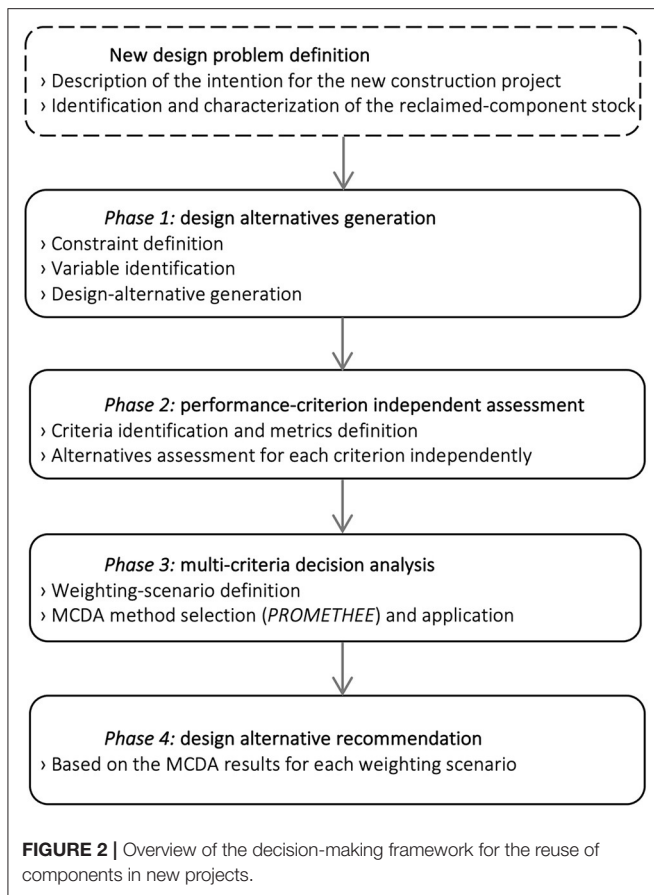 New design problem definition
› Description of the intention for the new construction project
› Identification and characterization of the reclaimed-component stock
Phase 1: design alternatives generation
› Constraint definition
› Variable identification
› Design-alternative generation
Phase 2: performance-criterion independent assessment
› Criteria identification and metrics definition
› Alternatives assessment for each criterion independently
Phase 3: multi-criteria decision analysis
› Weighting-scenario definition
› MCDA method selection (PROMETHEE) and application
Phase 4: design alternative recommendation
› Based on the MCDA results for each weighting scenario
FIGURE 2 | Overview of the decision-making framework for the reuse of
components in new projects.